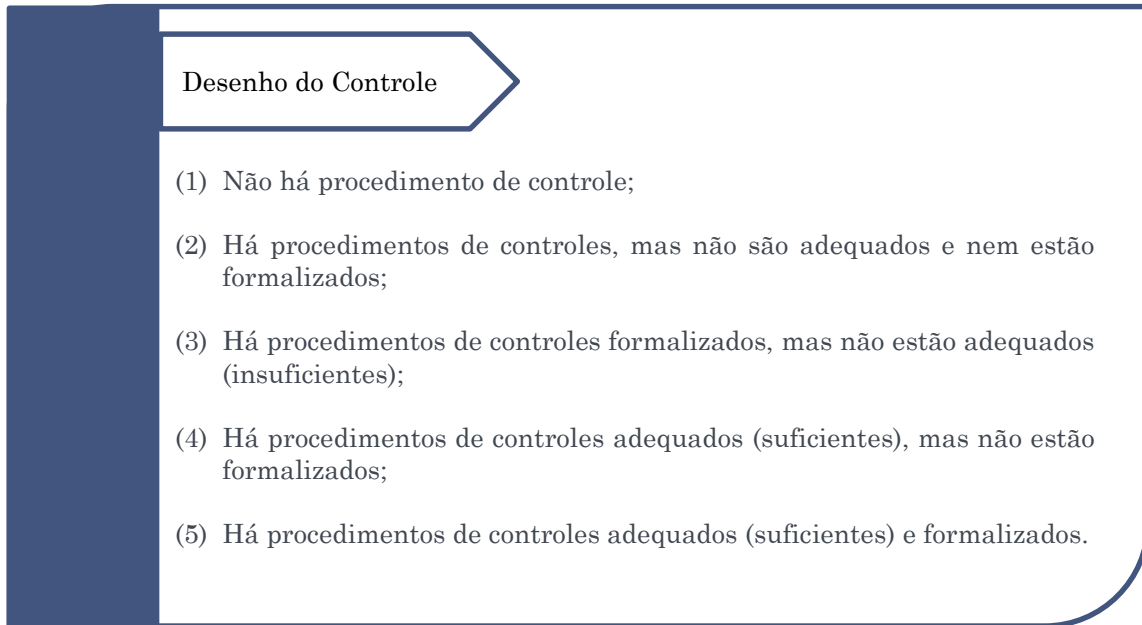 Desenho do Controle
(1) Não há procedimento de controle;
(2) Há procedimentos de controles, mas não são adequados e nem estão
formalizados;
(3) Há procedimentos de controles formalizados, mas não estão adequados
(insuficientes);
(4) Há procedimentos de controles adequados (suficientes), mas não estão
formalizados;
(5) Há procedimentos de controles adequados (suficientes) e formalizados.